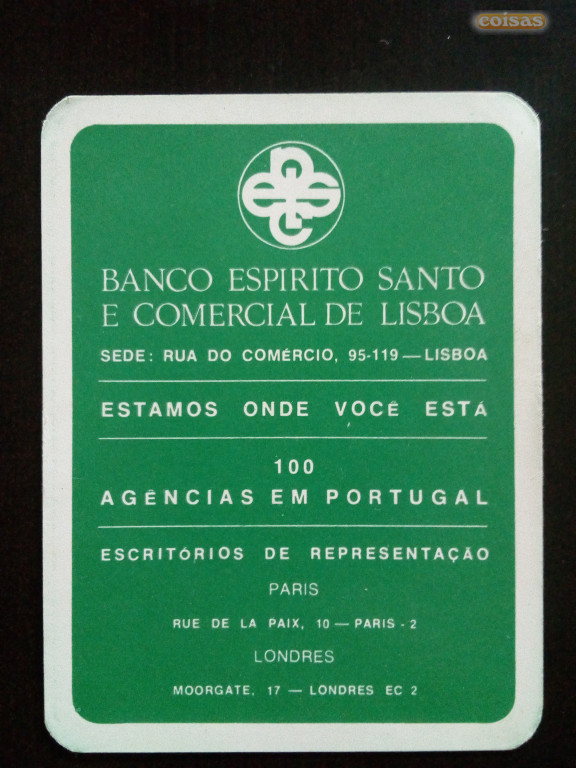 coisas
BANCO ESPIRITO SANTO
E COMERCIAL DE LISBOA
SEDE: RUA DO COMÉRCIO, 95-119 — LISBOA
ESTAMOS ONDE VOCÊ ESTÁ
100
AGÊNCIAS EM PORTUGAL
ESCRITÓRIOS DE REPRESENTAÇÃO
PARIS
RUE DE LA PAIX, 10 — PARIS - 2
LONDRES
MOORGATE, 17 — LONDRES EC 2